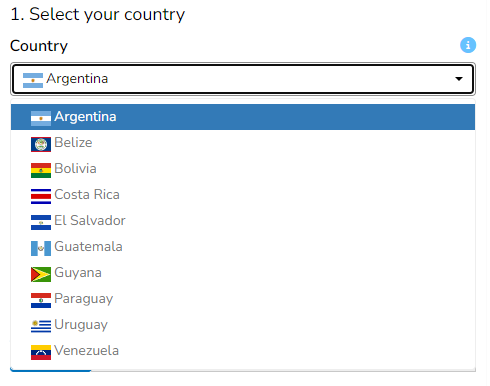 1. Select your country
Country
Argentina
Argentina
Belize
Bolivia
Costa Rica
El Salvador
Guatemala
Guyana
Paraguay
Uruguay
Venezuela